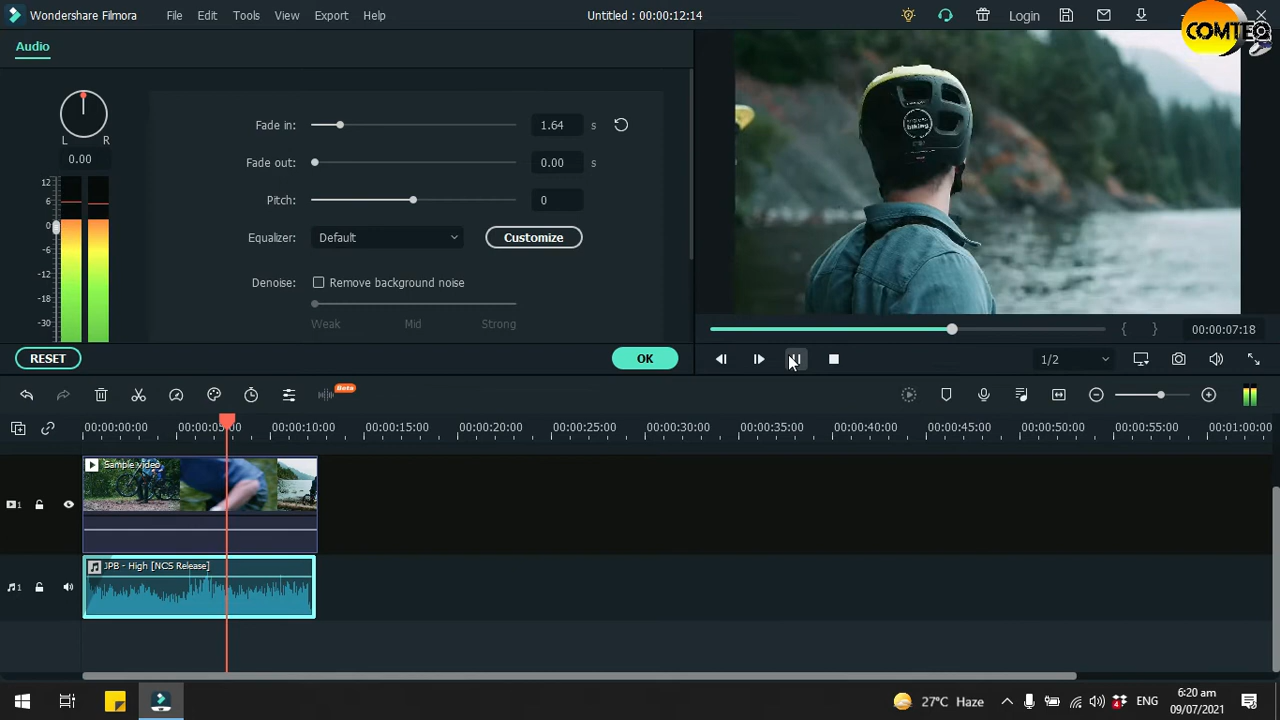 Wondershare Filmora
File
Edit
Tools
View
Export
Help
Untitled : 00:00:12:14
Login
COMTEQ
Audio
L R
0.00
12
6
0
-6
-12
-18
-30
Fade in: 1.64 s
Fade out: 0.00 s
Pitch: 0
Equalizer: Default Customize
Denoise: Remove background noise
Weak Mid Strong
RESET
OK
biking
00:00:07:18
1/2
Beta
00:00:00:00 00:00:05:00 00:00:10:00 00:00:15:00 00:00:20:00 00:00:25:00 00:00:30:00 00:00:35:00 00:00:40:00 00:00:45:00 00:00:50:00 00:00:55:00 00:01:00:00
Sample video
1
JPB - High [NCS Release]
1
27°C Haze
4
ENG
6:20 am
09/07/2021